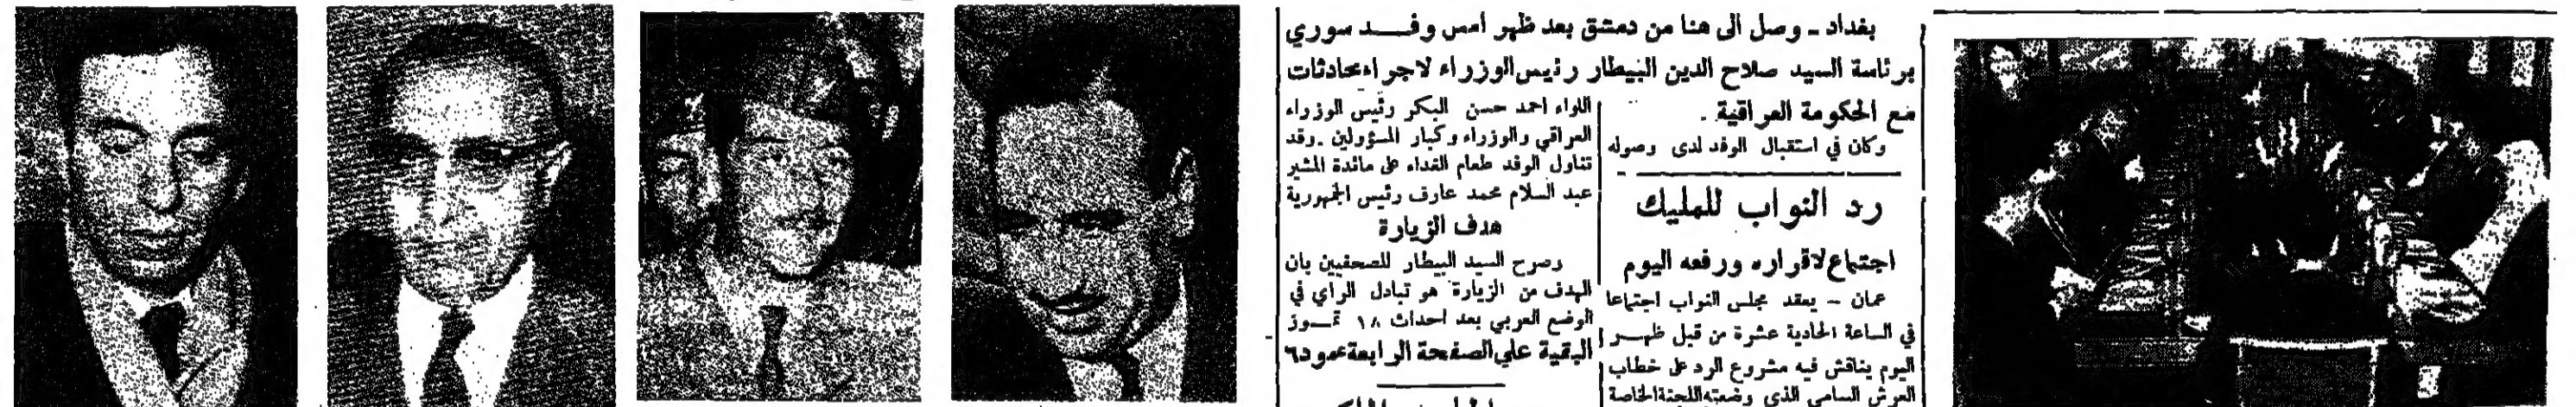 بغداد - وصل الى هنا من دمشق بعد ظهر امس وفـــد سوري
برئاسة السيد صلاح الدين البيطار رئيس الوزراء لاجراء محادثات
مع الحكومة العراقية .
وكان في استقبال الوفد لدى وصوله
اللواء احمد حسن البكر رئيس الوزراء
العراقي والوزراء وكبار المسؤولين . وقد
تناول الوفد طعام الغداء على مائدة المشير
عبد السلام محمد عارف رئيس الجمهورية
هدف الزيارة
وصرح السيد البيطار للصحفيين بان
الهدف من الزيارة هو تبادل الراي في
الوضع العربي بعد احداث ١٨ تمـــوز
البقية علي الصفحة الرابعة عمود ٦
رد النواب للمليك
اجتماع لاقراره ورفعه اليوم
عمان - يعقد مجلس النواب اجتماعا
في الساعة الحادية عشرة من قبل ظهـــر
اليوم يناقش فيه مشروع الرد على خطاب
العرش السامي الذي وضعته اللجنة الخاصة